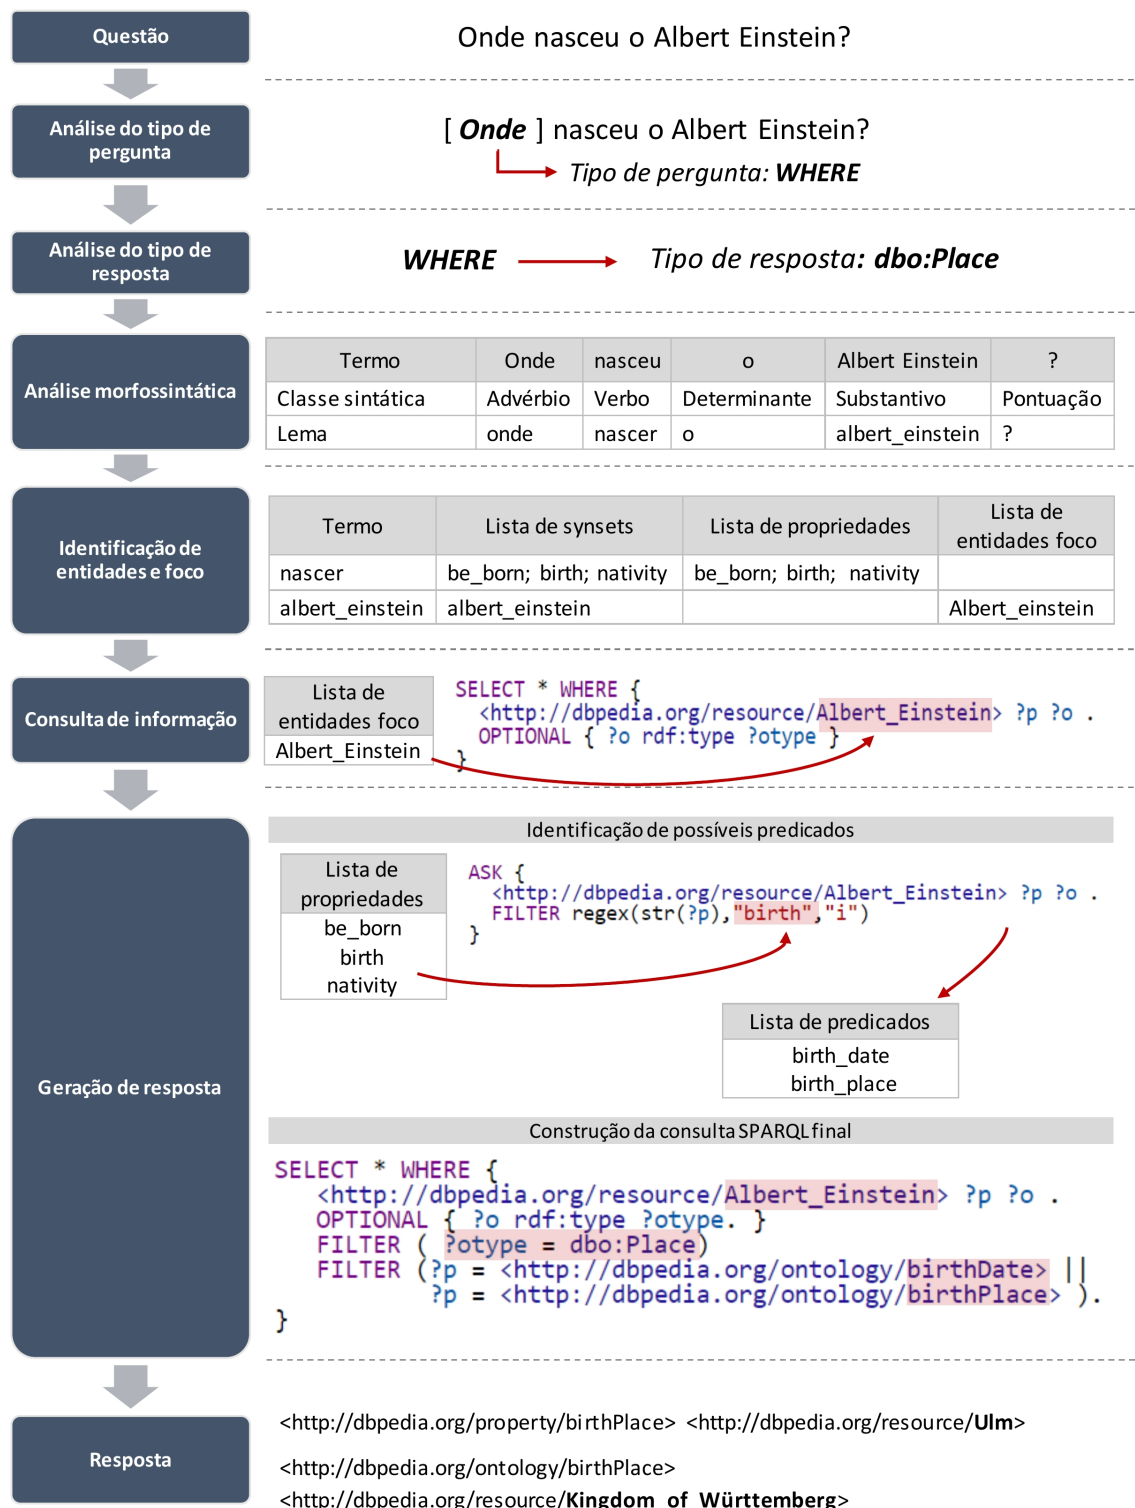 Questão
Onde nasceu o Albert Einstein?
Análise do tipo de
pergunta
[ Onde ] nasceu o Albert Einstein?
Tipo de pergunta: WHERE
Análise do tipo de
resposta
WHERE Tipo de resposta: dbo:Place
Análise morfossintática
Termo Onde nasceu o Albert Einstein ?
Classe sintática Advérbio Verbo Determinante Substantivo Pontuação
Lema onde nascer o albert_einstein ?
Identificação de
entidades e foco
Termo Lista de synsets Lista de propriedades Lista de
entidades foco
nascer be_born; birth; nativity be_born; birth; nativity
albert_einstein albert_einstein Albert_einstein
Consulta de informação
Lista de
entidades foco
Albert_Einstein
SELECT * WHERE {
<http://dbpedia.org/resource/Albert_Einstein> ?p ?o .
OPTIONAL { ?o rdf:type ?otype }
}
Geração de resposta
Identificação de possíveis predicados
Lista de
propriedades
be_born
birth
nativity
ASK {
<http://dbpedia.org/resource/Albert_Einstein> ?p ?o .
FILTER regex(str(?p),"birth","i")
}
Lista de predicados
birth_date
birth_place
Construção da consulta SPARQL final
SELECT * WHERE {
<http://dbpedia.org/resource/Albert_Einstein> ?p ?o .
OPTIONAL { ?o rdf:type ?otype. }
FILTER ( ?otype = dbo:Place)
FILTER (?p = <http://dbpedia.org/ontology/birthDate> ||
?p = <http://dbpedia.org/ontology/birthPlace> ).
}
Resposta
<http://dbpedia.org/property/birthPlace> <http://dbpedia.org/resource/Ulm>
<http://dbpedia.org/ontology/birthPlace>
<http://dbpedia.org/resource/Kingdom_of_Württemberg>